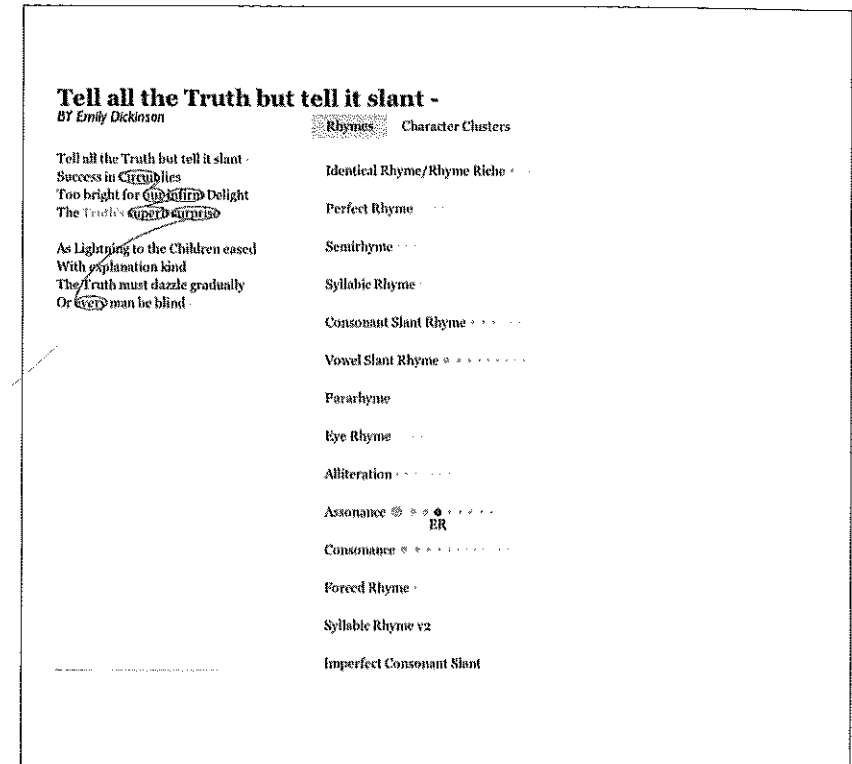 Tell all the Truth but tell it slant -
BY Emily Dickinson
Rhymes Character Clusters
Tell all the Truth but tell it slant -
Success in Circuit lies
Too bright for our infirm Delight
The Truth's superb surprise
As Lightning to the Children eased
With explanation kind
The Truth must dazzle gradually
Or every man be blind -
Identical Rhyme/Rhyme Riche
Perfect Rhyme
Semirhyme
Syllabic Rhyme
Consonant Slant Rhyme
Vowel Slant Rhyme
Pararhyme
Eye Rhyme
Alliteration
Assonance
ER
Consonance
Forced Rhyme
Syllabic Rhyme v2
Imperfect Consonant Slant